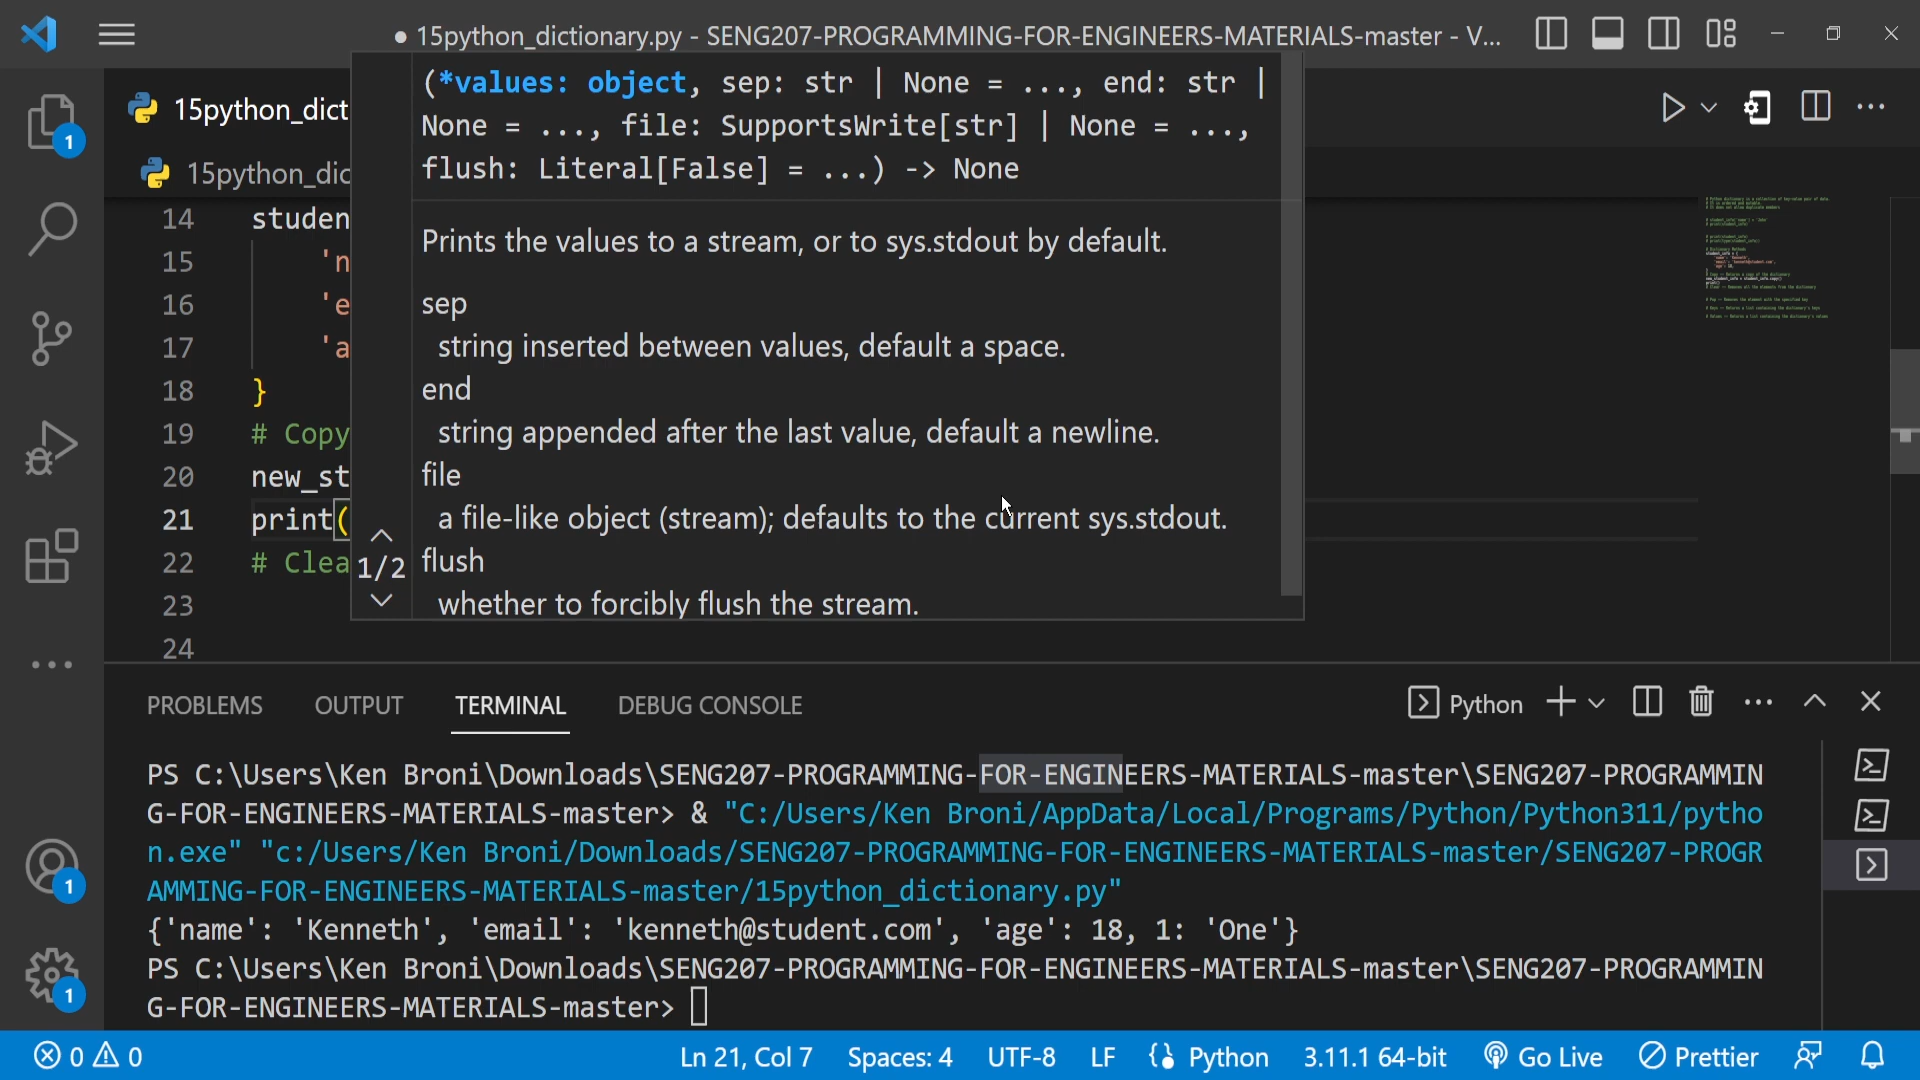 ● 15python_dictionary.py - SENG207-PROGRAMMING-FOR-ENGINEERS-MATERIALS-master - V...
15python_dict
15python_dic
(*values: object, sep: str | None = ..., end: str |
None = ..., file: SupportsWrite[str] | None = ...,
flush: Literal[False] = ...) -> None
Prints the values to a stream, or to sys.stdout by default.
sep
string inserted between values, default a space.
end
string appended after the last value, default a newline.
file
a file-like object (stream); defaults to the current sys.stdout.
flush
whether to forcibly flush the stream.
1/2
14 studen
15 'n
16 'e
17 'a
18 }
19 # Copy
20 new_st
21 print(
22 # Clea
23
24
1
PROBLEMS OUTPUT TERMINAL DEBUG CONSOLE Python
PS C:\Users\Ken Broni\Downloads\SENG207-PROGRAMMING-FOR-ENGINEERS-MATERIALS-master\SENG207-PROGRAMMIN
G-FOR-ENGINEERS-MATERIALS-master> & "C:/Users/Ken Broni/AppData/Local/Programs/Python/Python311/pytho
n.exe" "c:/Users/Ken Broni/Downloads/SENG207-PROGRAMMING-FOR-ENGINEERS-MATERIALS-master/SENG207-PROGR
AMMING-FOR-ENGINEERS-MATERIALS-master/15python_dictionary.py"
{'name': 'Kenneth', 'email': 'kenneth@student.com', 'age': 18, 1: 'One'}
PS C:\Users\Ken Broni\Downloads\SENG207-PROGRAMMING-FOR-ENGINEERS-MATERIALS-master\SENG207-PROGRAMMIN
G-FOR-ENGINEERS-MATERIALS-master>
1
1
0 0 Ln 21, Col 7 Spaces: 4 UTF-8 LF Python 3.11.1 64-bit Go Live Prettier